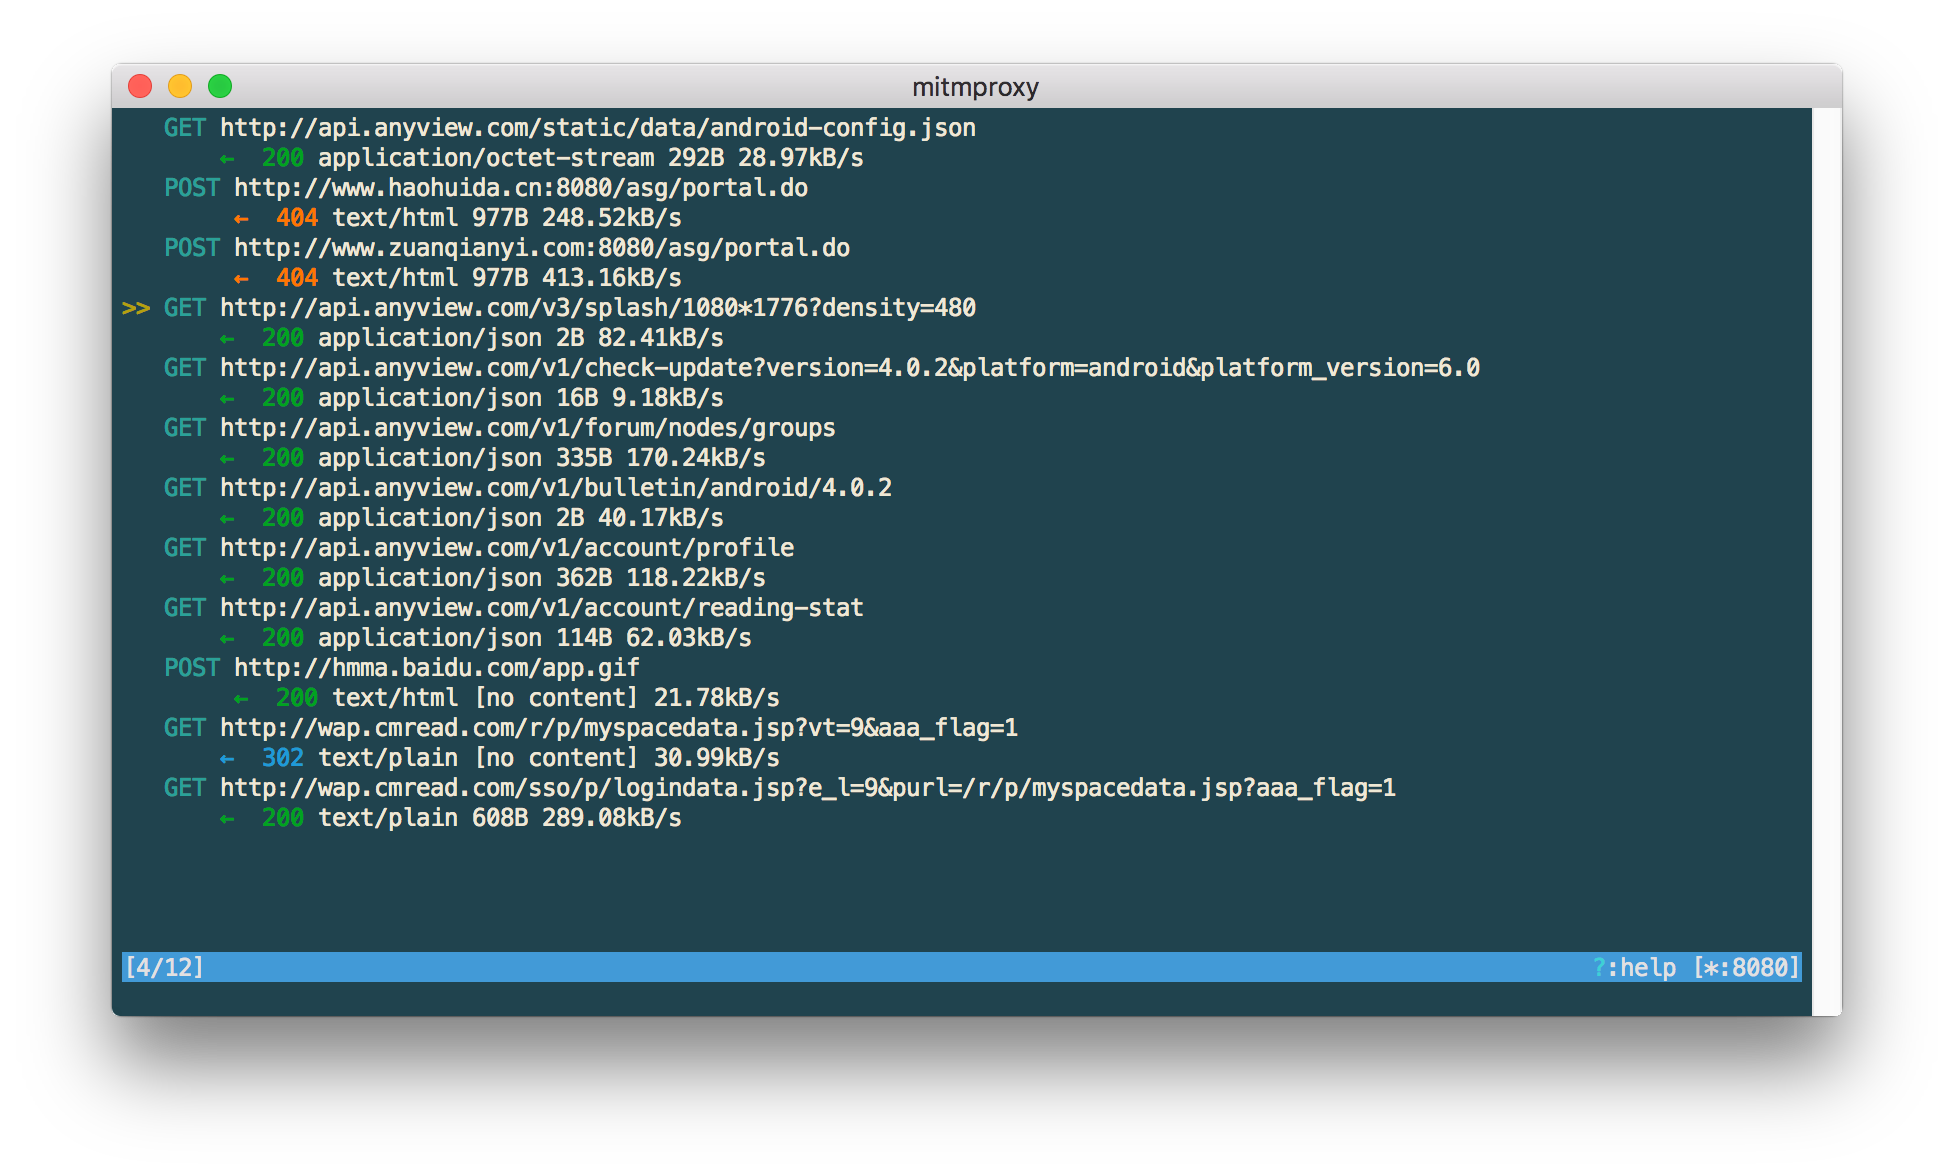 mitmproxy
GET http://api.anyview.com/static/data/android-config.json
← 200 application/octet-stream 292B 28.97kB/s
POST http://www.haohuida.cn:8080/asg/portal.do
← 404 text/html 977B 248.52kB/s
POST http://www.zuanqianyi.com:8080/asg/portal.do
← 404 text/html 977B 413.16kB/s
>> GET http://api.anyview.com/v3/splash/1080*1776?density=480
← 200 application/json 2B 82.41kB/s
GET http://api.anyview.com/v1/check-update?version=4.0.2&platform=android&platform_version=6.0
← 200 application/json 16B 9.18kB/s
GET http://api.anyview.com/v1/forum/nodes/groups
← 200 application/json 335B 170.24kB/s
GET http://api.anyview.com/v1/bulletin/android/4.0.2
← 200 application/json 2B 40.17kB/s
GET http://api.anyview.com/v1/account/profile
← 200 application/json 362B 118.22kB/s
GET http://api.anyview.com/v1/account/reading-stat
← 200 application/json 114B 62.03kB/s
POST http://hmma.baidu.com/app.gif
← 200 text/html [no content] 21.78kB/s
GET http://wap.cmread.com/r/p/myspacedata.jsp?vt=9&aaa_flag=1
← 302 text/plain [no content] 30.99kB/s
GET http://wap.cmread.com/sso/p/logindata.jsp?e_l=9&purl=/r/p/myspacedata.jsp?aaa_flag=1
← 200 text/plain 608B 289.08kB/s
[4/12] ?:help [*:8080]